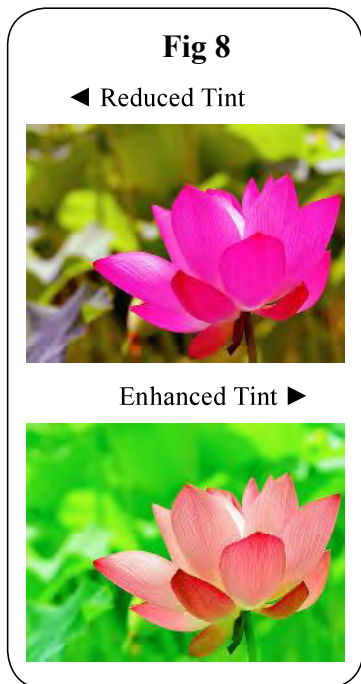 Fig 8
◄ Reduced Tint
Enhanced Tint ►